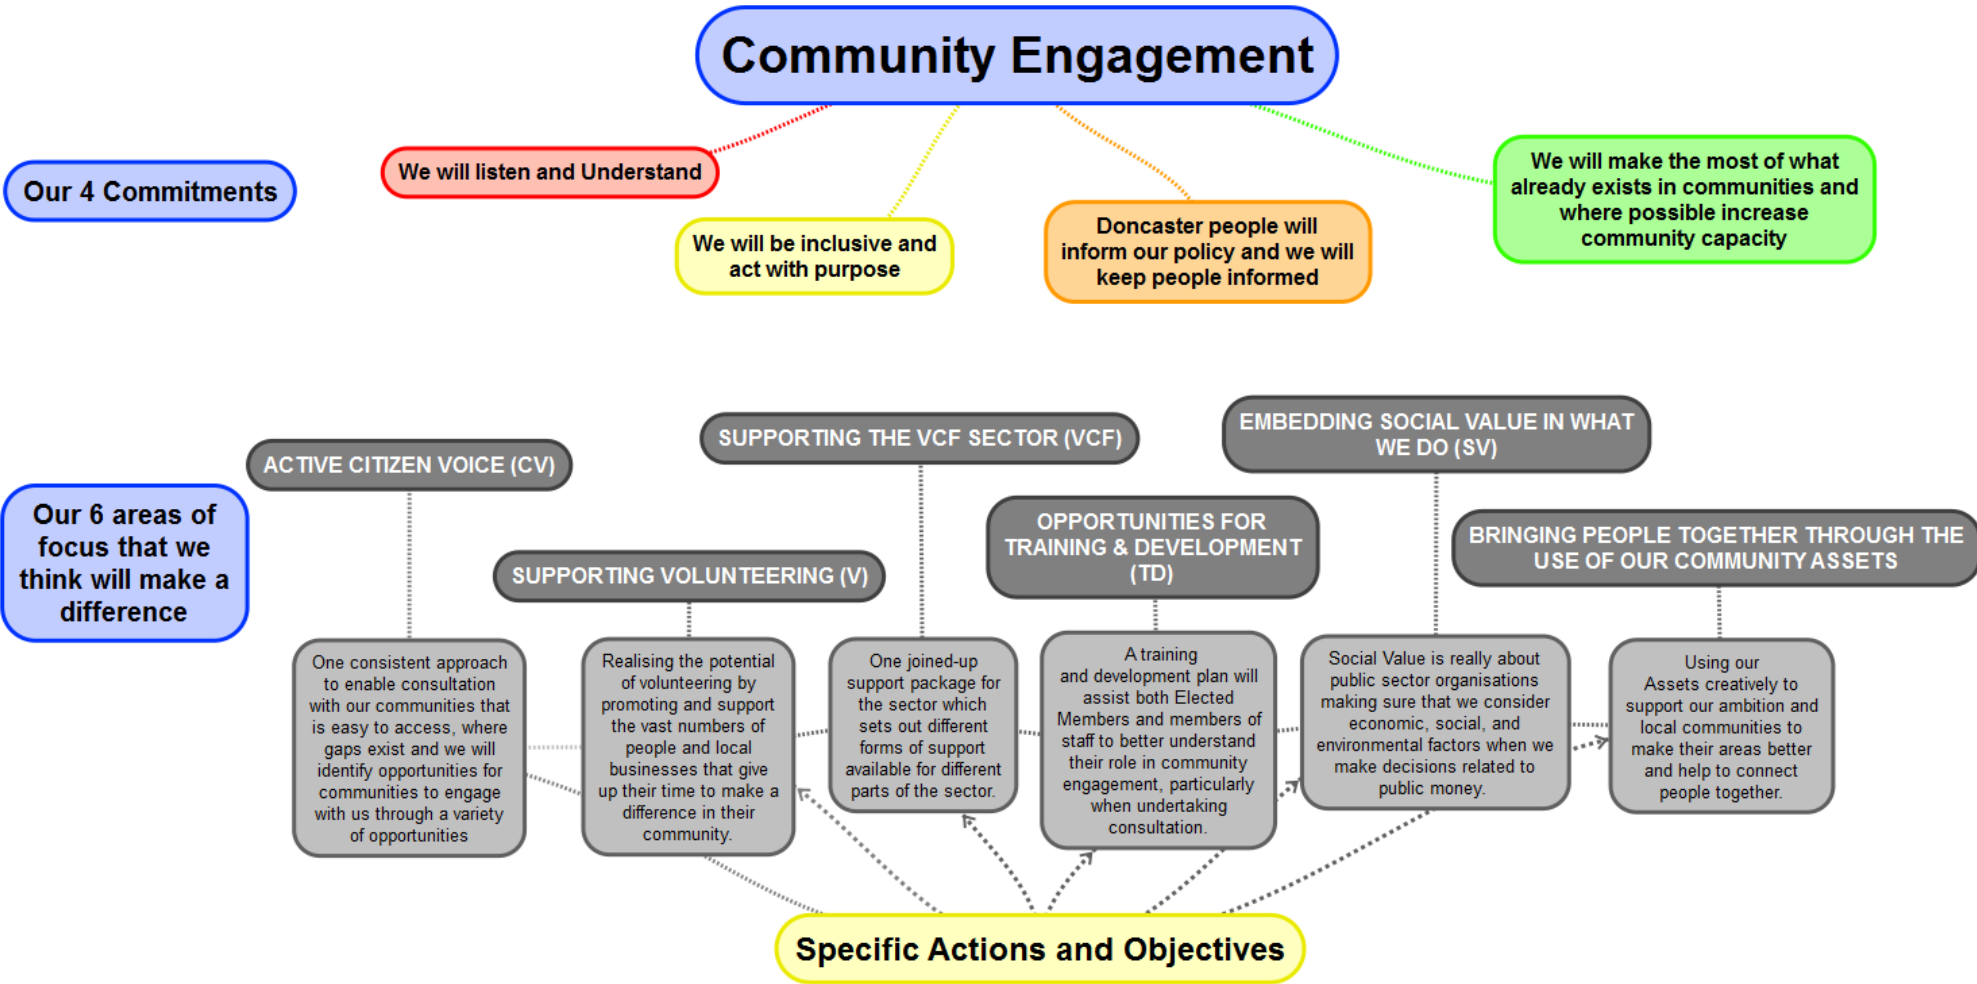 Community Engagement
Our 4 Commitments
We will listen and Understand
We will be inclusive and
act with purpose
Doncaster people will
inform our policy and we will
keep people informed
We will make the most of what
already exists in communities and
where possible increase
community capacity
Our 6 areas of
focus that we
think will make a
difference
ACTIVE CITIZEN VOICE (CV)
SUPPORTING VOLUNTEERING (V)
SUPPORTING THE VCF SECTOR (VCF)
OPPORTUNITIES FOR
TRAINING & DEVELOPMENT
(TD)
EMBEDDING SOCIAL VALUE IN WHAT
WE DO (SV)
BRINGING PEOPLE TOGETHER THROUGH THE
USE OF OUR COMMUNITY ASSETS
One consistent approach
to enable consultation
with our communities that
is easy to access, where
gaps exist and we will
identify opportunities for
communities to engage
with us through a variety
of opportunities
Realising the potential
of volunteering by
promoting and support
the vast numbers of
people and local
businesses that give
up their time to make a
difference in their
community.
One joined-up
support package for
the sector which
sets out different
forms of support
available for different
parts of the sector.
A training
and development plan will
assist both Elected
Members and members of
staff to better understand
their role in community
engagement, particularly
when undertaking
consultation.
Social Value is really about
public sector organisations
making sure that we consider
economic, social, and
environmental factors when we
make decisions related to
public money.
Using our
Assets creatively to
support our ambition and
local communities to
make their areas better
and help to connect
people together.
Specific Actions and Objectives